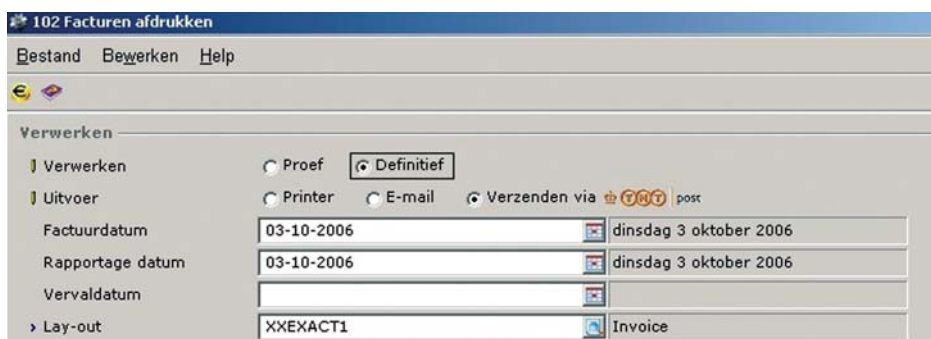 102 Facturen afdrukken
Bestand Bewerken Help
Verwerken
Verwerken Proef Definitief
Uitvoer Printer E-mail Verzenden via TNT post
Factuurdatum 03-10-2006 dinsdag 3 oktober 2006
Rapportage datum 03-10-2006 dinsdag 3 oktober 2006
Vervaldatum
Lay-out XXEXACT1 Invoice